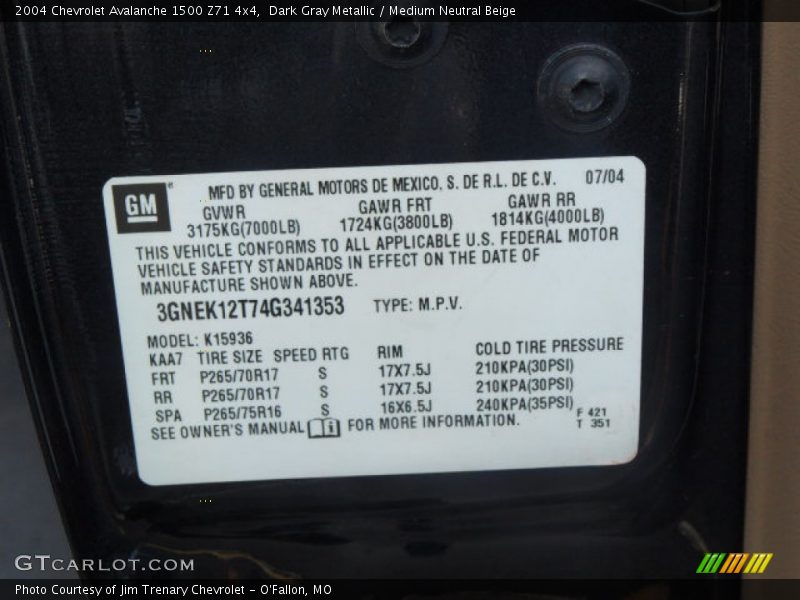 2004 Chevrolet Avalanche 1500 Z71 4x4,  Dark Gray Metallic / Medium Neutral Beige
GM
MFD BY GENERAL MOTORS DE MEXICO, S. DE R.L. DE C.V. 07/04
GVWR GAWR FRT GAWR RR
3175KG(7000LB) 1724KG(3800LB) 1814KG(4000LB)
THIS VEHICLE CONFORMS TO ALL APPLICABLE U.S. FEDERAL MOTOR
VEHICLE SAFETY STANDARDS IN EFFECT ON THE DATE OF
MANUFACTURE SHOWN ABOVE.
3GNEK12T74G341353 TYPE: M.P.V.
MODEL: K15936
KAA7 TIRE SIZE SPEED RTG RIM COLD TIRE PRESSURE
FRT P265/70R17 S 17X7.5J 210KPA(30PSI)
RR P265/70R17 S 17X7.5J 210KPA(30PSI)
SPA P265/75R16 S 16X6.5J 240KPA(35PSI)
F 421
SEE OWNER'S MANUAL i FOR MORE INFORMATION. T 351
GTCARLOT.COM
Photo Courtesy of Jim Trenary Chevrolet - O'Fallon, MO